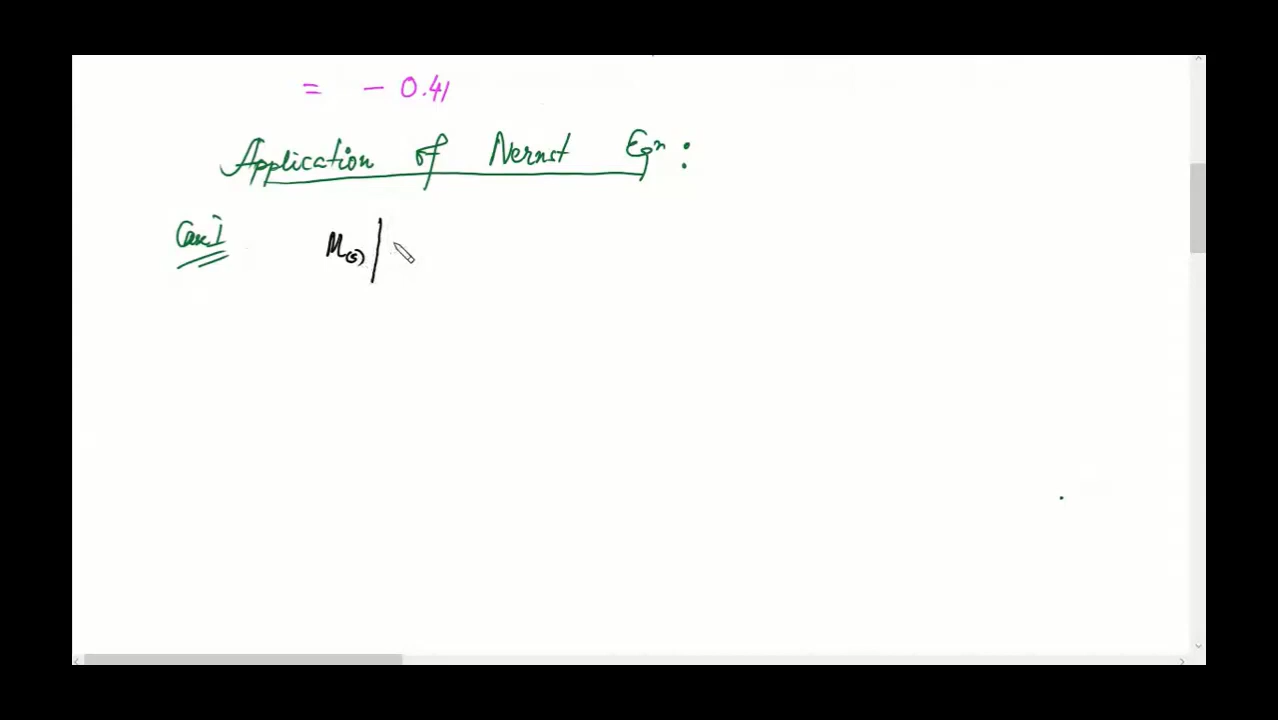 = - 0.41
Application of Nernst Eqn :
Case I M(s) |